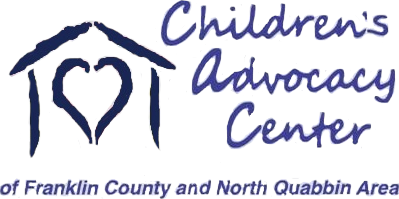 Children's
Advocacy
Center
of Franklin County and North Quabbin Area